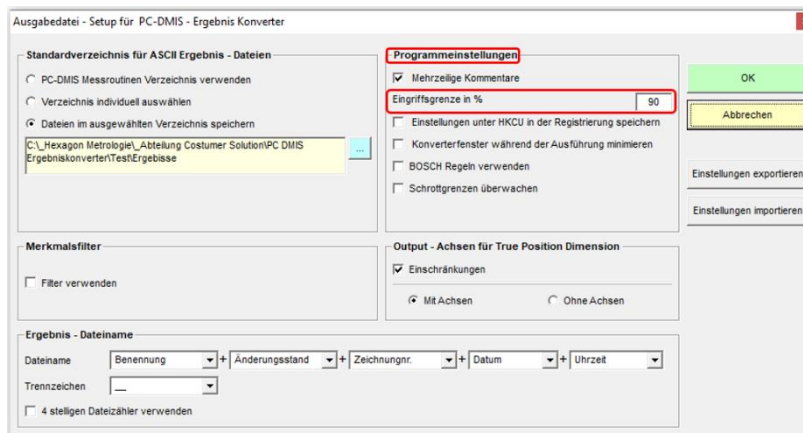 Ausgabedatei - Setup für PC-DMIS - Ergebnis Konverter
Standardverzeichnis für ASCII Ergebnis - Dateien
PC-DMIS Messroutinen Verzeichnis verwenden
Verzeichnis individuell auswählen
Dateien im ausgewählten Verzeichnis speichern
C:\_Hexagon Metrologie\_Abteilung Costumer Solution\PC DMIS
Ergebniskonverter\Test\Ergebisse
...
Programmeinstellungen
Mehrzeilige Kommentare
Eingriffsgrenze in % 90
Einstellungen unter HKCU in der Registrierung speichern
Konverterfenster während der Ausführung minimieren
BOSCH Regeln verwenden
Schrottgrenzen überwachen
OK
Abbrechen
Einstellungen exportieren
Einstellungen importieren
Merkmalsfilter
Filter verwenden
Output - Achsen für True Position Dimension
Einschränkungen
Mit Achsen Ohne Achsen
Ergebnis - Dateiname
Dateiname Benennung + Änderungsstand + Zeichnungnr. + Datum + Uhrzeit
Trennzeichen __
4 stelligen Dateizähler verwenden